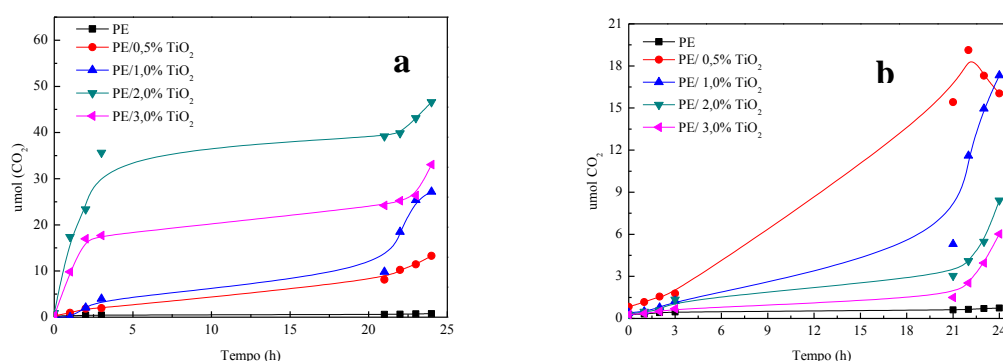 a
60
50
40
30
20
10
0
umol (CO₂)
PE
PE/0,5% TiO₂
PE/1,0% TiO₂
PE/2,0% TiO₂
PE/3,0% TiO₂
0 5 10 15 20 25
Tempo (h)
b
21
18
15
12
9
6
3
0
umol CO₂
PE
PE/ 0,5% TiO₂
PE/ 1,0% TiO₂
PE/ 2,0% TiO₂
PE/ 3,0% TiO₂
0 3 6 9 12 15 18 21 24
Tempo (h)